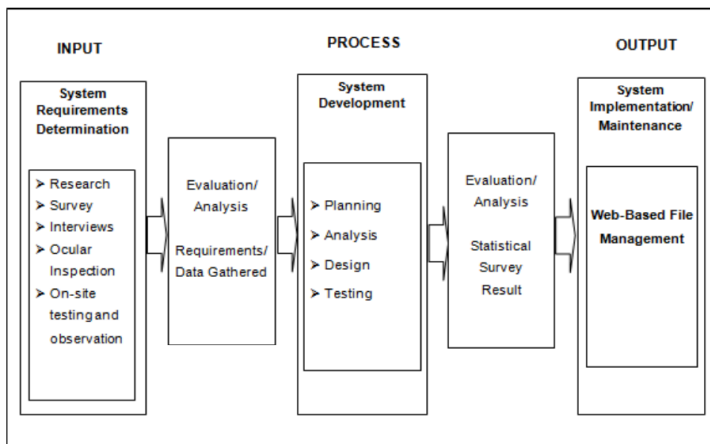 INPUT
System
Requirements
Determination
➢ Research
➢ Survey
➢ Interviews
➢ Ocular
Inspection
➢ On-site
testing and
observation
Evaluation/
Analysis
Requirements/
Data Gathered
PROCESS
System
Development
➢ Planning
➢ Analysis
➢ Design
➢ Testing
Evaluation/
Analysis
Statistical
Survey
Result
OUTPUT
System
Implementation/
Maintenance
Web-Based File
Management